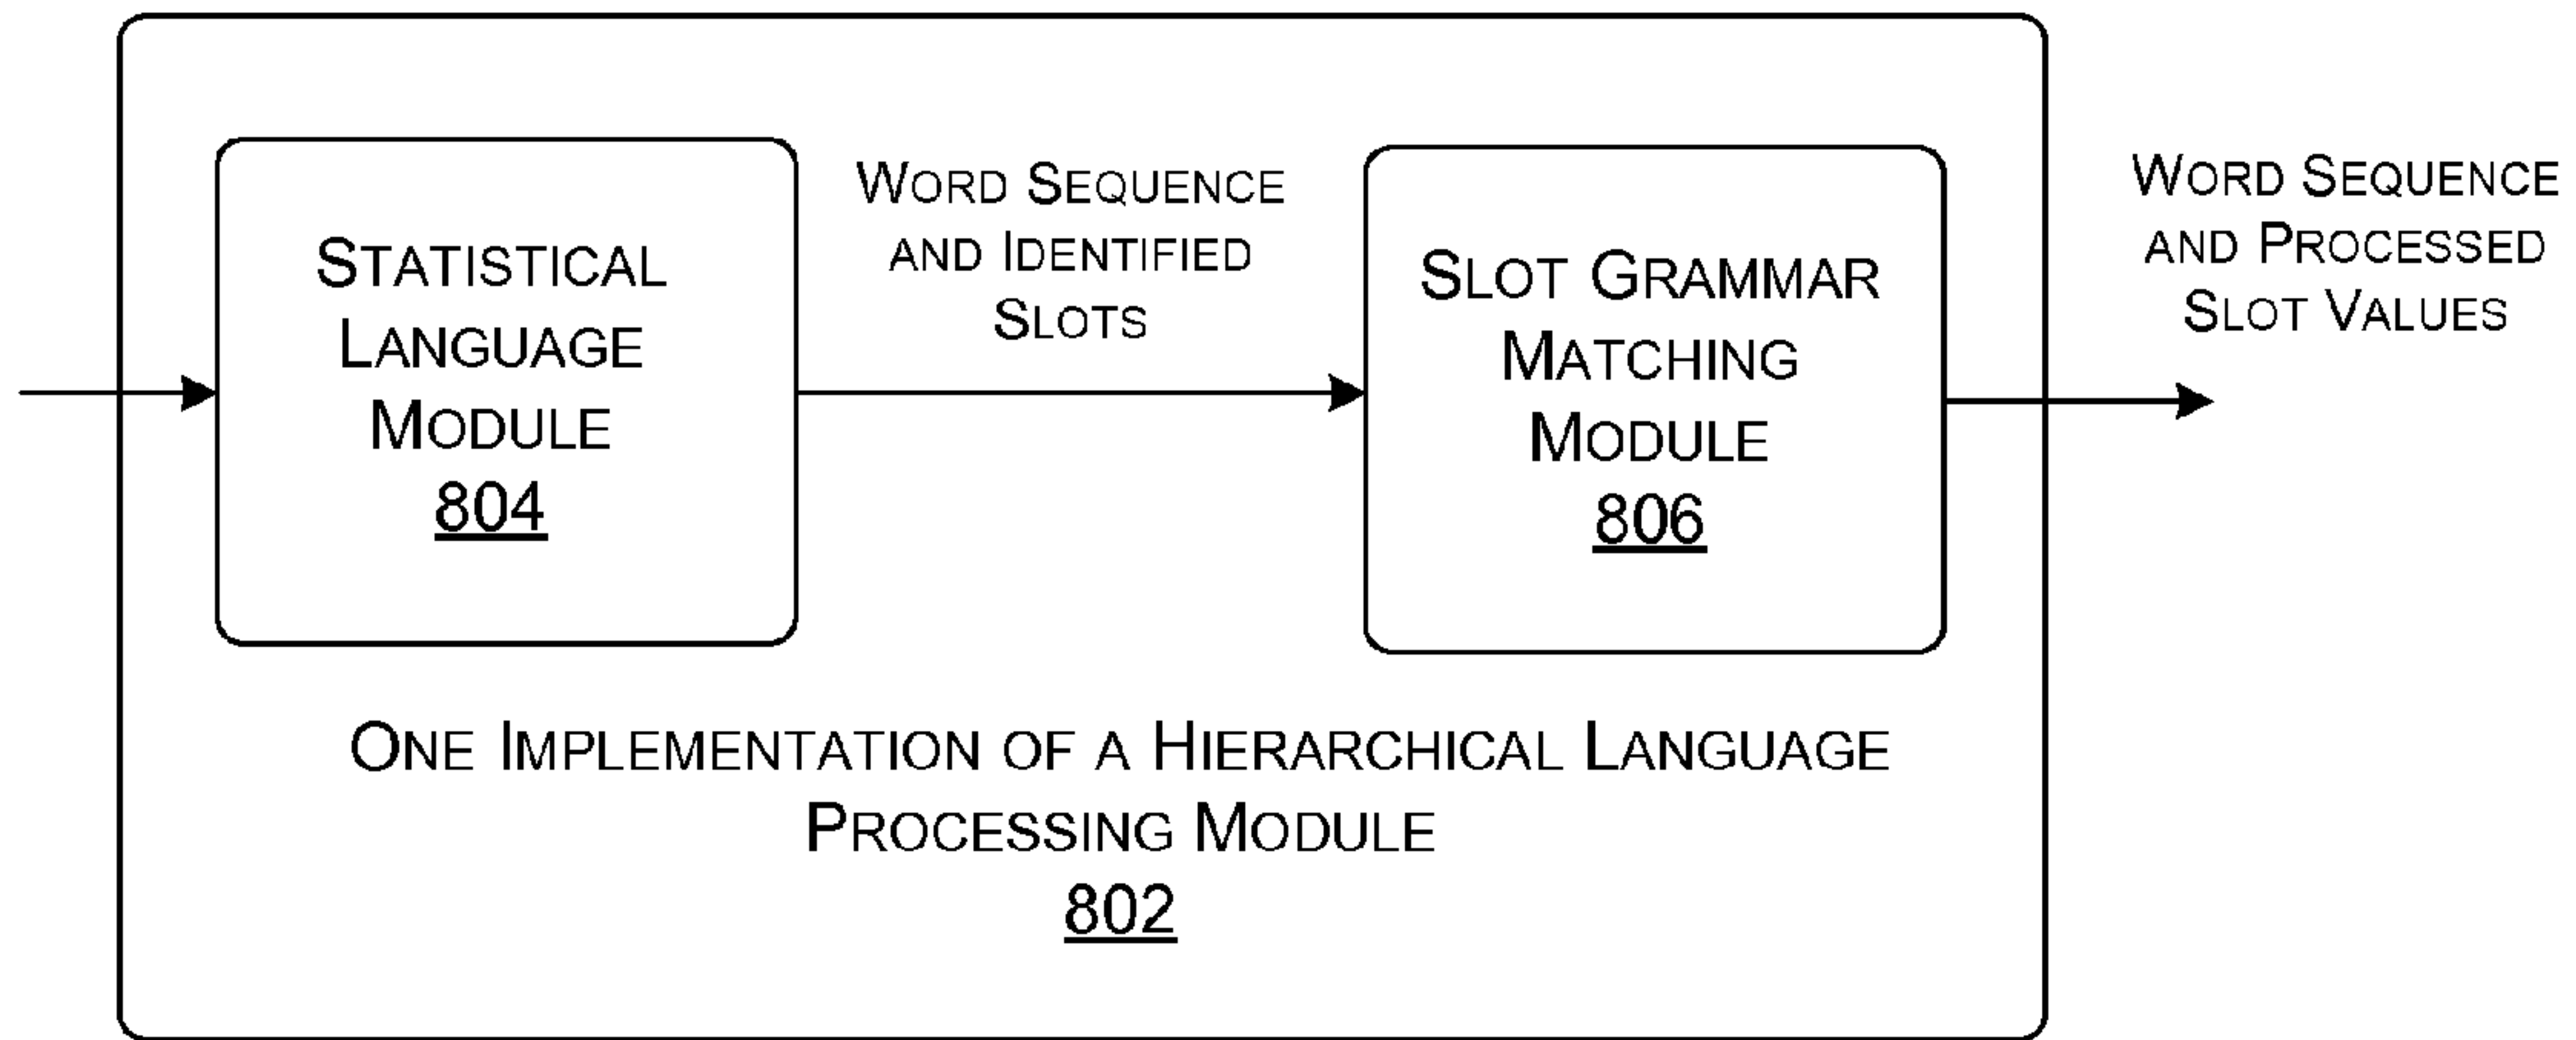 STATISTICAL
LANGUAGE
MODULE
804
WORD SEQUENCE
AND IDENTIFIED
SLOTS
SLOT GRAMMAR
MATCHING
MODULE
806
WORD SEQUENCE
AND PROCESSED
SLOT VALUES
ONE IMPLEMENTATION OF A HIERARCHICAL LANGUAGE
PROCESSING MODULE
802